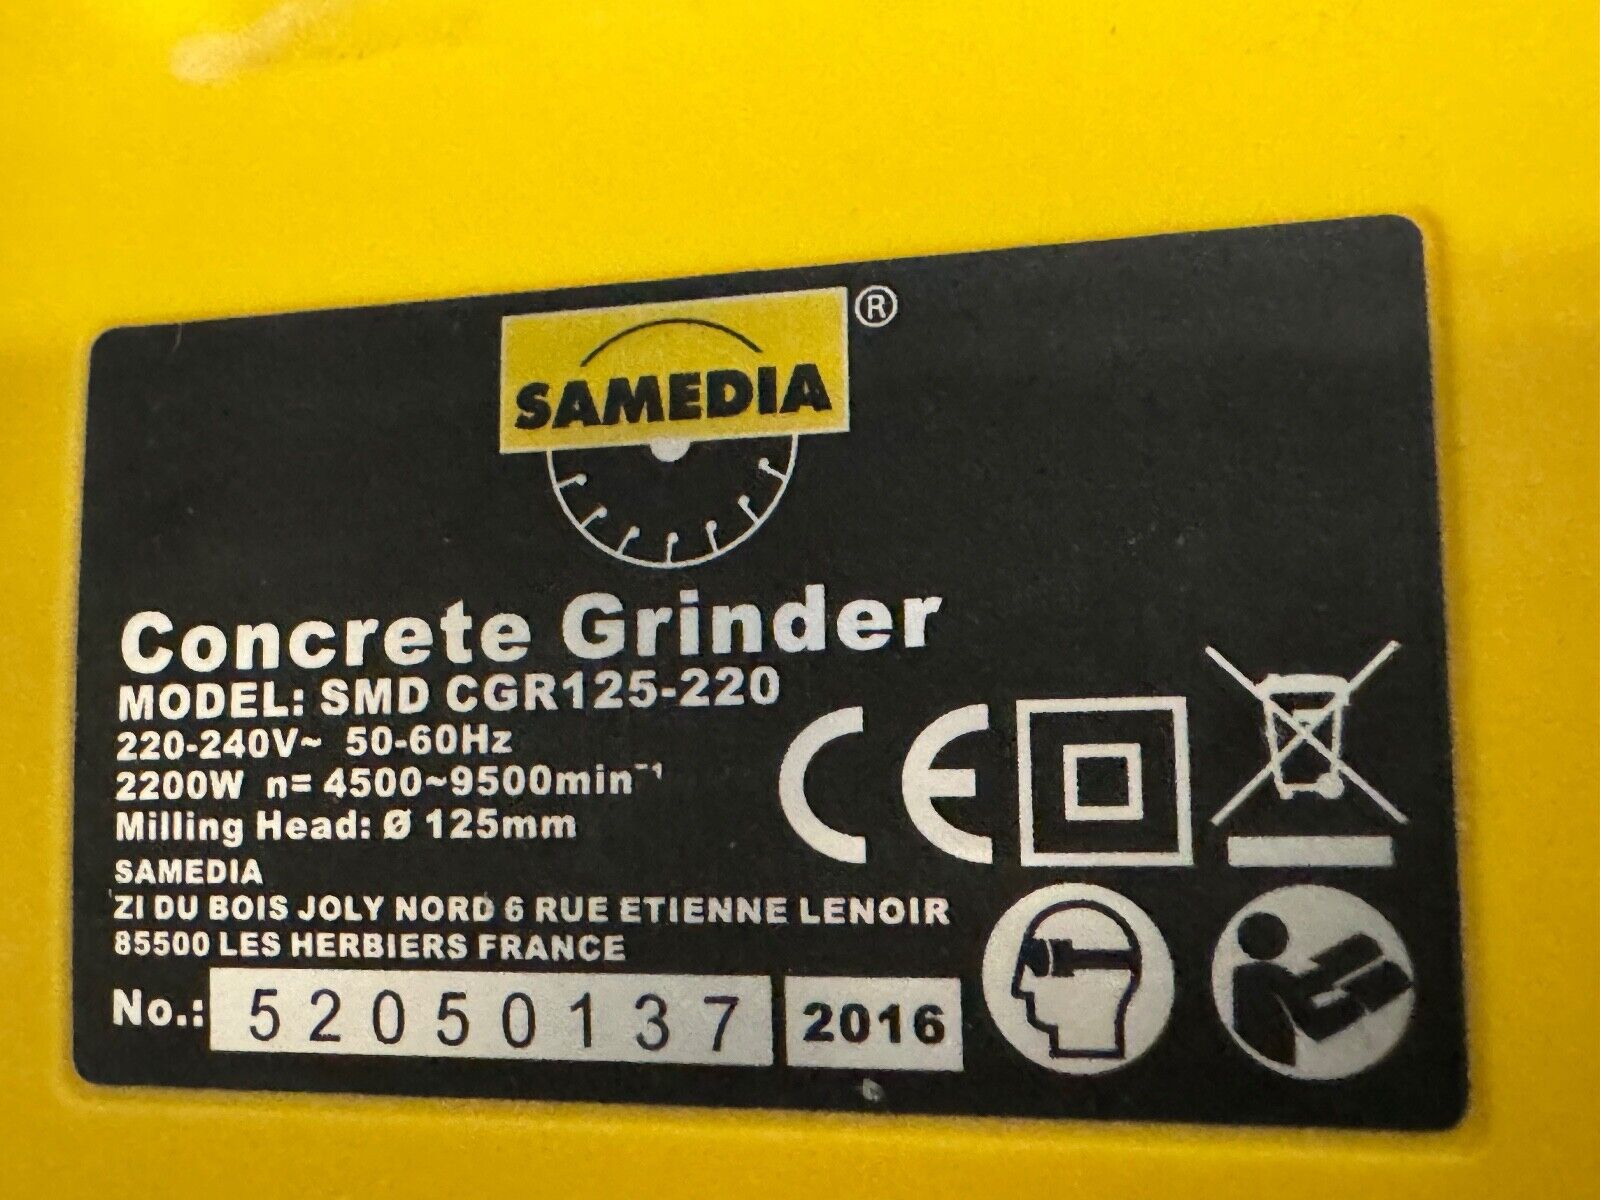 SAMEDIA ®
Concrete Grinder
MODEL: SMD CGR125-220
220-240V~ 50-60Hz
2200W n= 4500~9500min⁻¹
Milling Head: Ø 125mm
SAMEDIA
ZI DU BOIS JOLY NORD 6 RUE ETIENNE LENOIR
85500 LES HERBIERS FRANCE
No.: 52050137 2016
CE